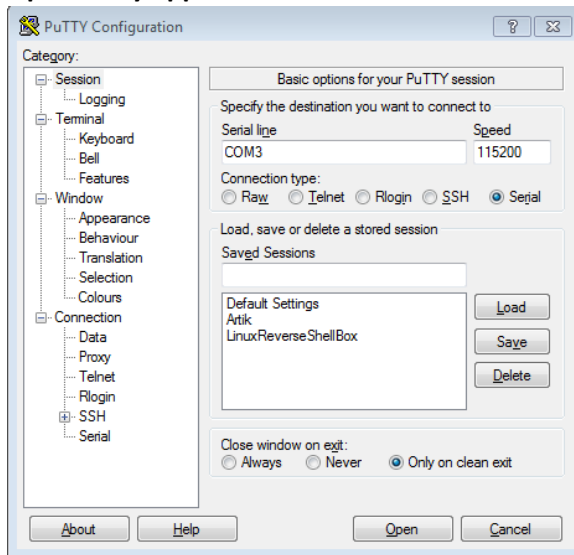 PuTTY Configuration
Category:
Session
Logging
Terminal
Keyboard
Bell
Features
Window
Appearance
Behaviour
Translation
Selection
Colours
Connection
Data
Proxy
Telnet
Rlogin
SSH
Serial
Basic options for your PuTTY session
Specify the destination you want to connect to
Serial line Speed
COM3 115200
Connection type:
Raw Telnet Rlogin SSH Serial
Load, save or delete a stored session
Saved Sessions
Default Settings
Artik
LinuxReverseShellBox
Load
Save
Delete
Close window on exit:
Always Never Only on clean exit
About Help Open Cancel